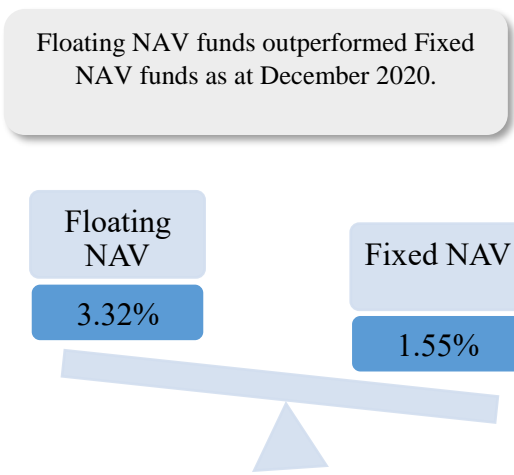 Floating NAV funds outperformed Fixed
NAV funds as at December 2020.
Floating
NAV
3.32%
Fixed NAV
1.55%